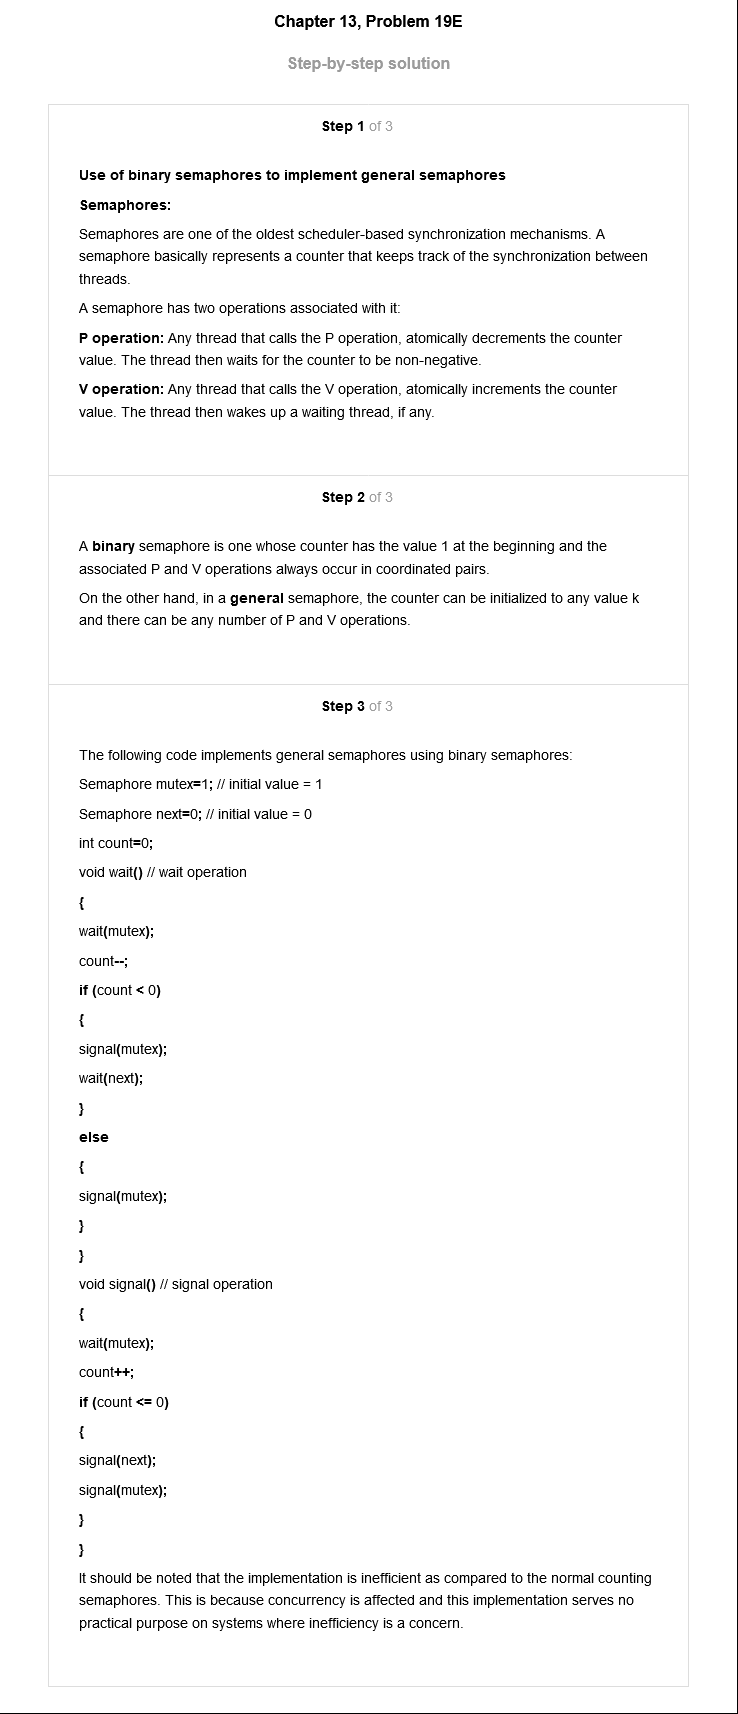 Chapter 13, Problem 19E
Step-by-step solution
Step 1 of 3
Use of binary semaphores to implement general semaphores
Semaphores:
Semaphores are one of the oldest scheduler-based synchronization mechanisms. A
semaphore basically represents a counter that keeps track of the synchronization between
threads.
A semaphore has two operations associated with it:
P operation: Any thread that calls the P operation, atomically decrements the counter
value. The thread then waits for the counter to be non-negative.
V operation: Any thread that calls the V operation, atomically increments the counter
value. The thread then wakes up a waiting thread, if any.
Step 2 of 3
A binary semaphore is one whose counter has the value 1 at the beginning and the
associated P and V operations always occur in coordinated pairs.
On the other hand, in a general semaphore, the counter can be initialized to any value k
and there can be any number of P and V operations.
Step 3 of 3
The following code implements general semaphores using binary semaphores:
Semaphore mutex=1; // initial value = 1
Semaphore next=0; // initial value = 0
int count=0;
void wait() // wait operation
{
wait(mutex);
count--;
if (count < 0)
{
signal(mutex);
wait(next);
}
else
{
signal(mutex);
}
}
void signal() // signal operation
{
wait(mutex);
count++;
if (count <= 0)
{
signal(next);
signal(mutex);
}
}
It should be noted that the implementation is inefficient as compared to the normal counting
semaphores. This is because concurrency is affected and this implementation serves no
practical purpose on systems where inefficiency is a concern.